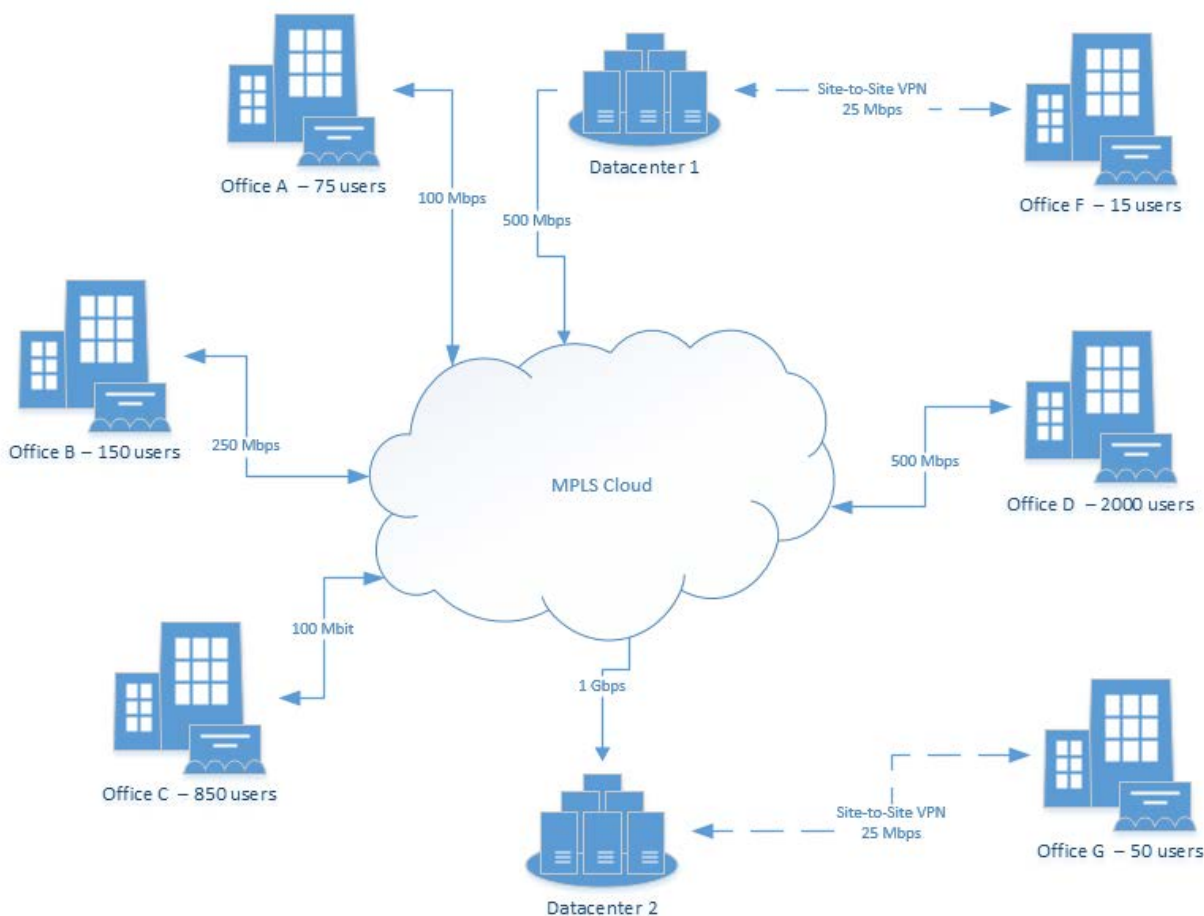 Datacenter 1
Site-to-Site VPN
25 Mbps
Office A – 75 users
100 Mbps
500 Mbps
Office F – 15 users
Office B – 150 users
250 Mbps
MPLS Cloud
500 Mbps
Office D – 2000 users
100 Mbit
Office C – 850 users
1 Gbps
Site-to-Site VPN
25 Mbps
Office G – 50 users
Datacenter 2